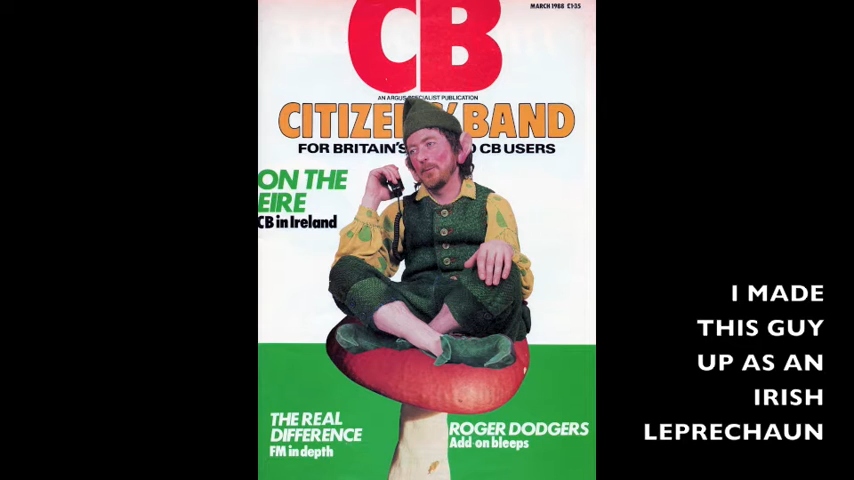 MARCH 1988 £1·35
CB
AN ARGUS SPECIALIST PUBLICATION
CITIZE BAND
FOR BRITAIN'S CB USERS
ON THE
EIRE
CB in Ireland
I MADE
THIS GUY
UP AS AN
IRISH
LEPRECHAUN
THE REAL
DIFFERENCE
FM in depth
ROGER DODGERS
Add-on bleeps